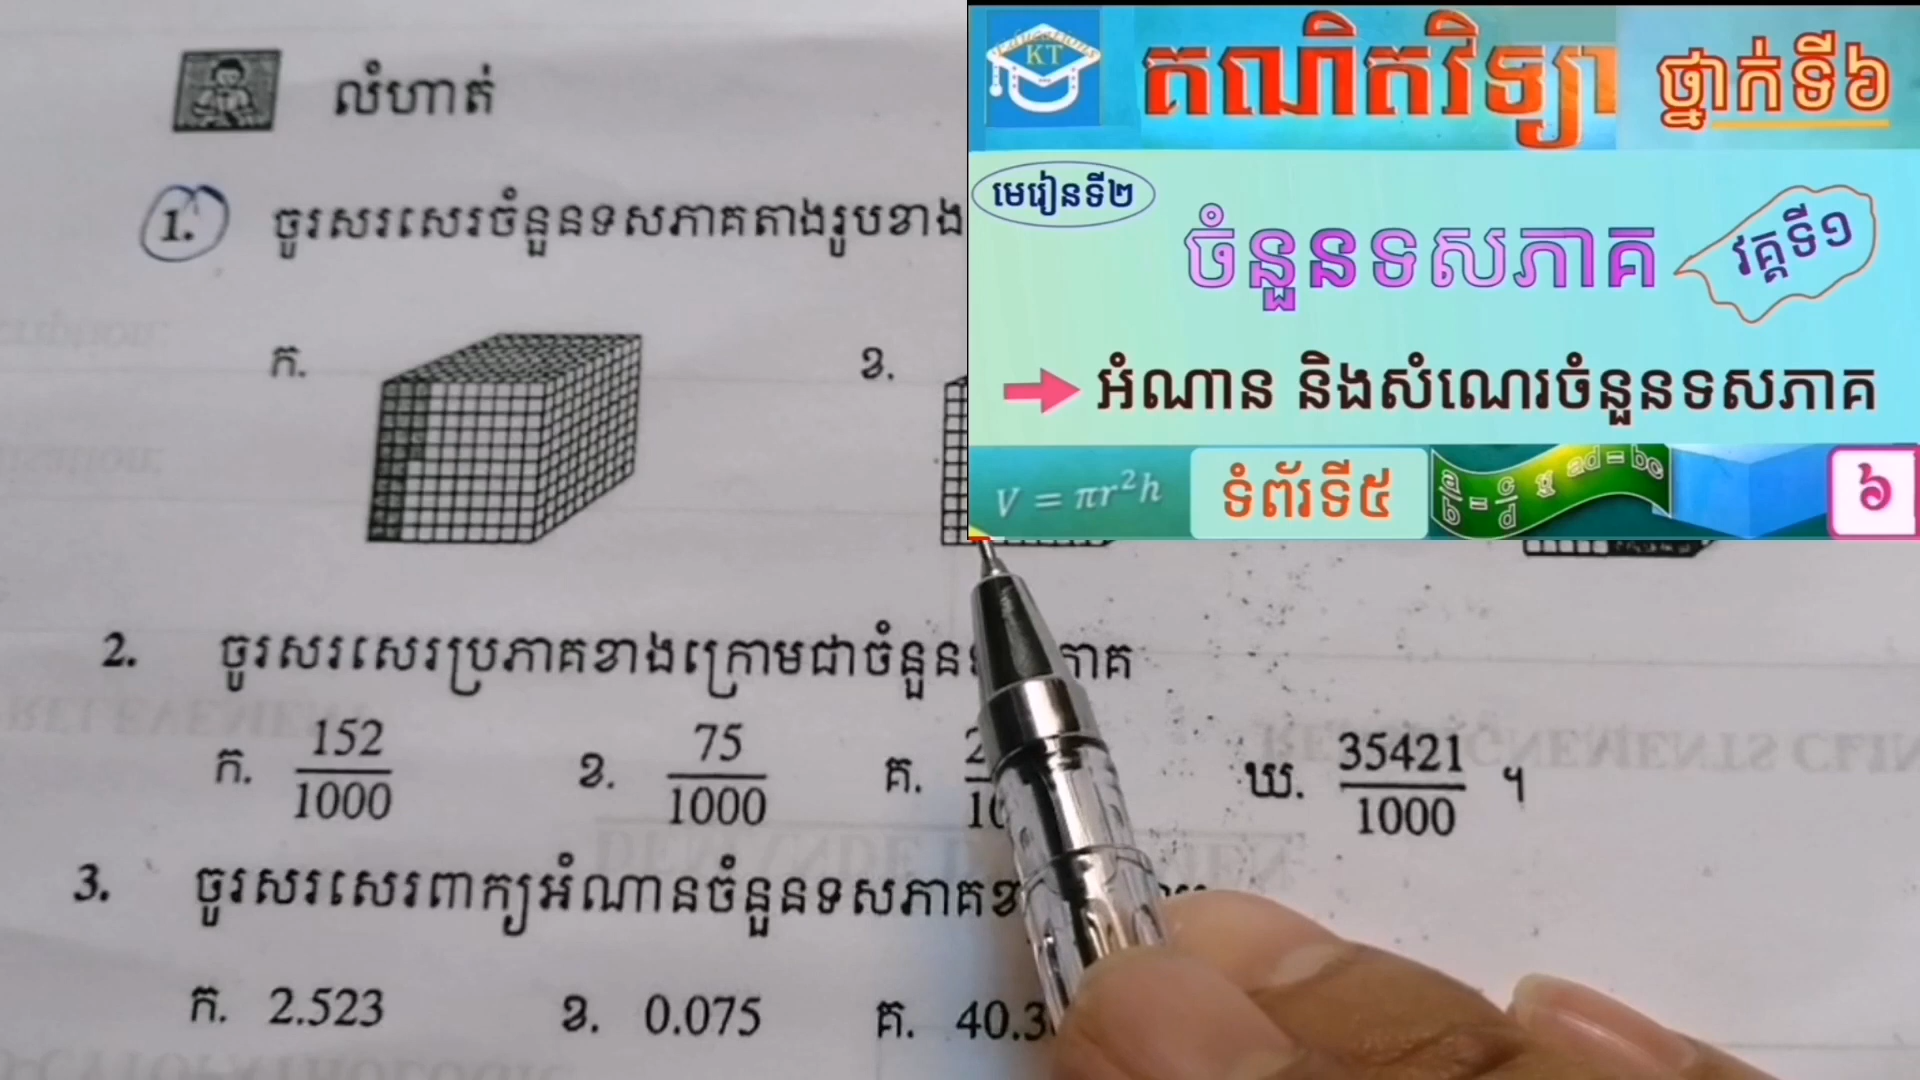 លំហាត់
1. ចូរសរសេរចំនួនទសភាគតាងរូបខាង
ក.
ខ.
2. ចូរសរសេរប្រភាគខាងក្រោមជាចំនួន
ក. 152/1000 ខ. 75/1000 គ. ឃ. 35421/1000 ។
3. ចូរសរសេរពាក្យអំណានចំនួនទសភាគ
ក. 2.523 ខ. 0.075 គ. 40.3
KT
គណិតវិទ្យា
ថ្នាក់ទី៦
មេរៀនទី២
ចំនួនទសភាគ
វគ្គទី១
អំណាន និងសំណេរចំនួនទសភាគ
V = πr²h
ទំព័រទី៥
a/b = c/d
ad = bc
៦